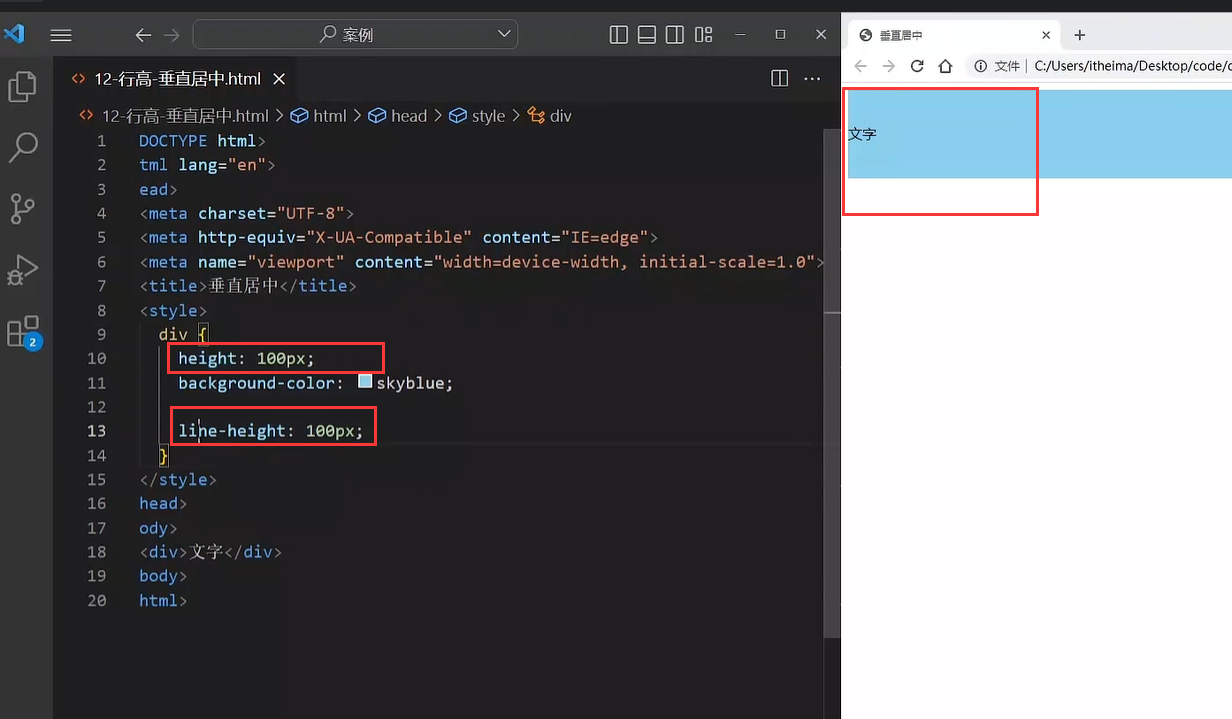 案例
12-行高-垂直居中.html
12-行高-垂直居中.html > html > head > style > div
1 DOCTYPE html>
2 tml lang="en">
3 ead>
4 <meta charset="UTF-8">
5 <meta http-equiv="X-UA-Compatible" content="IE=edge">
6 <meta name="viewport" content="width=device-width, initial-scale=1.0">
7 <title>垂直居中</title>
8 <style>
9 div {
10 height: 100px;
11 background-color: skyblue;
12
13 line-height: 100px;
14 }
15 </style>
16 head>
17 ody>
18 <div>文字</div>
19 body>
20 html>
2
垂直居中
文件 | C:/Users/itheima/Desktop/code/
文字